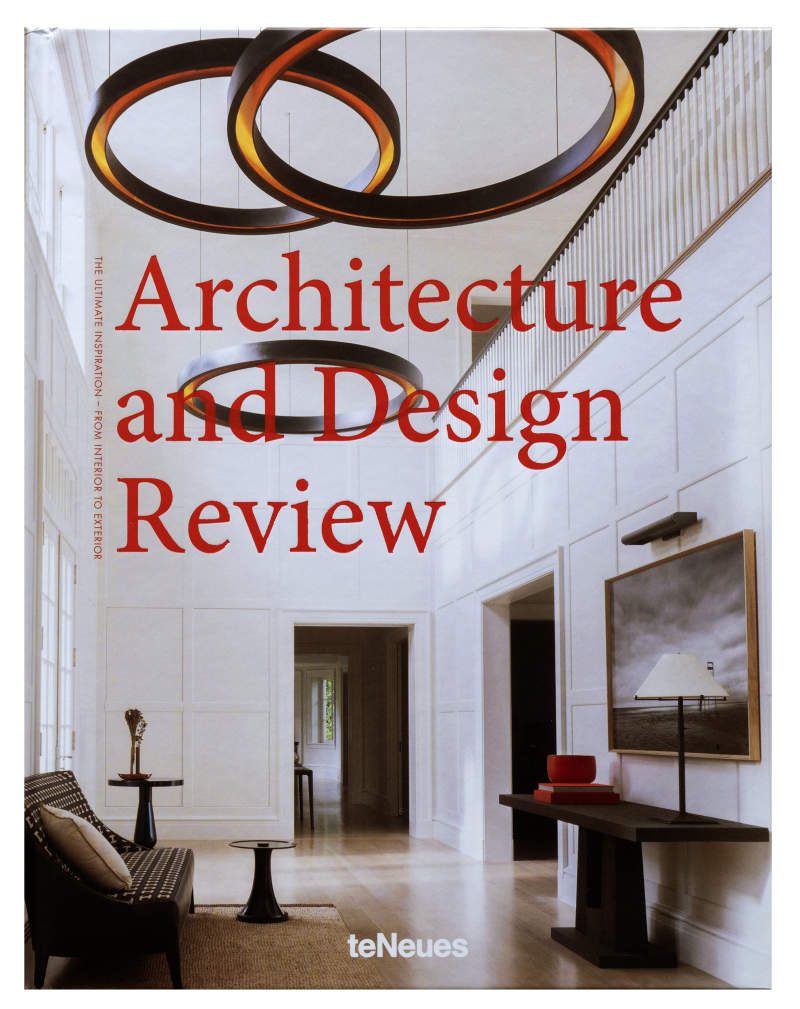 Architecture
and Design
Review
THE ULTIMATE INSPIRATION – FROM INTERIOR TO EXTERIOR
teNeues